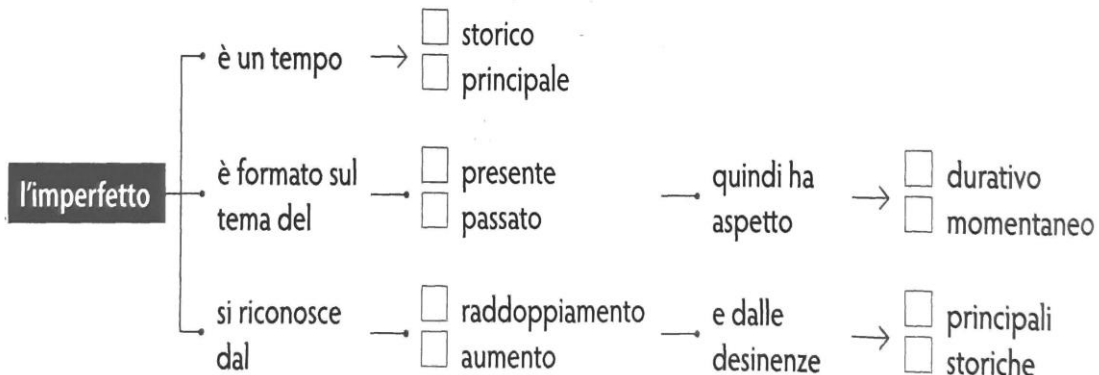 l'imperfetto
è un tempo
storico
principale
è formato sul
tema del
presente
passato
quindi ha
aspetto
durativo
momentaneo
si riconosce
dal
raddoppiamento
aumento
e dalle
desinenze
principali
storiche